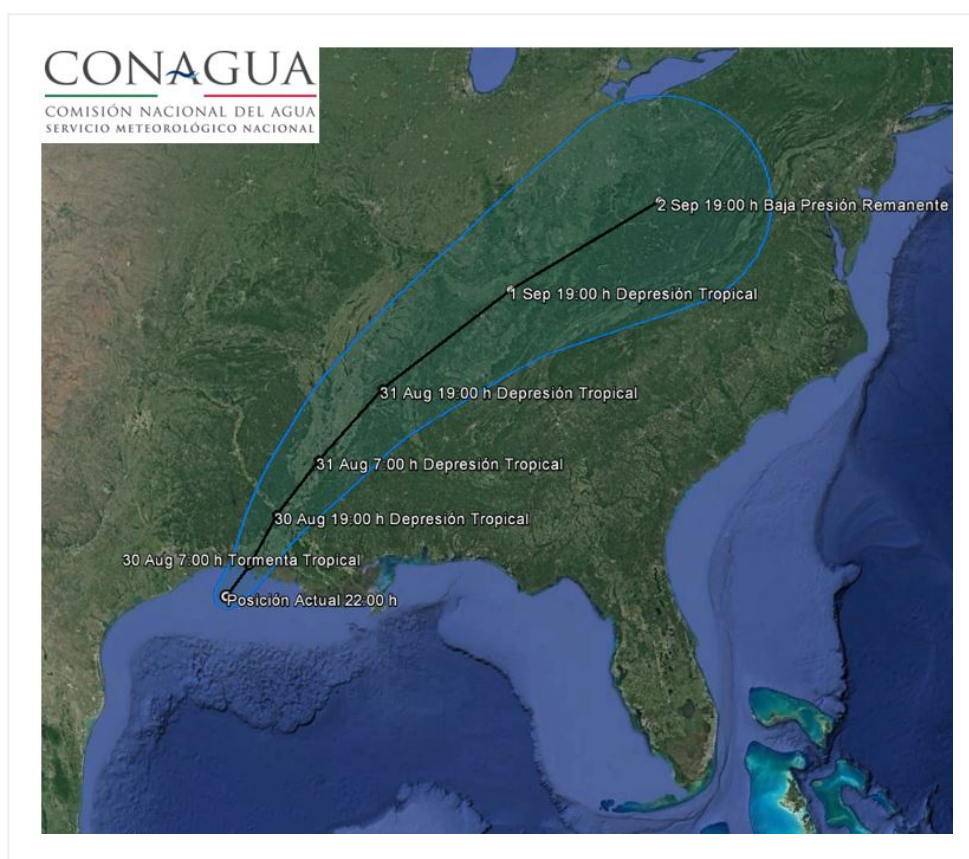 CONAGUA
COMISIÓN NACIONAL DEL AGUA
SERVICIO METEOROLÓGICO NACIONAL
2 Sep 19:00 h Baja Presión Remanente
1 Sep 19:00 h Depresión Tropical
31 Aug 19:00 h Depresión Tropical
31 Aug 7:00 h Depresión Tropical
30 Aug 19:00 h Depresión Tropical
30 Aug 7:00 h Tormenta Tropical
Posición Actual 22:00 h